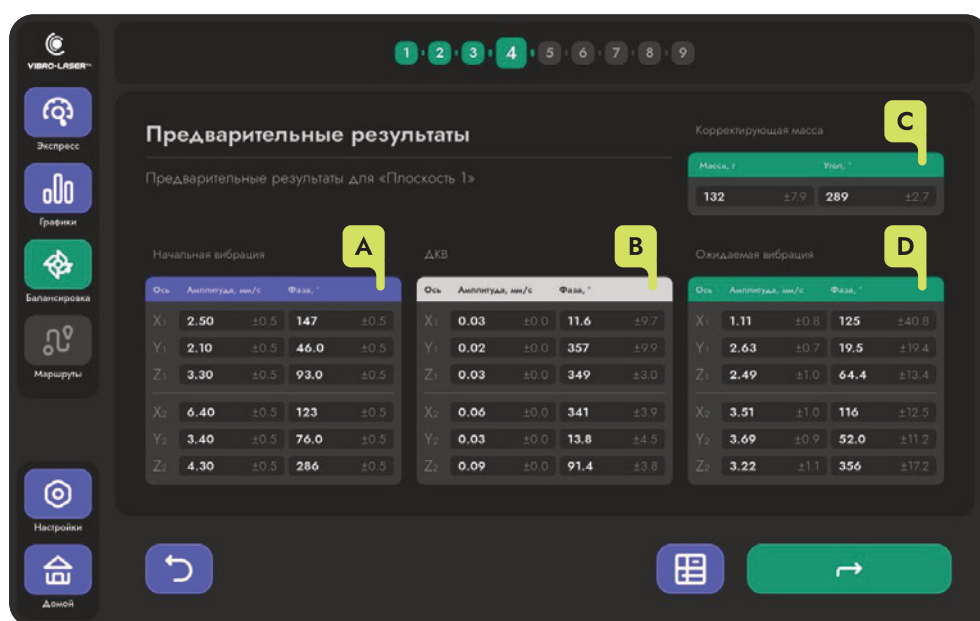 VIBRO-LASER™
1 2 3 4 5 6 7 8 9
Экспресс
Графики
Балансировка
Маршруты
Настройки
Домой
Предварительные результаты
Предварительные результаты для «Плоскость 1»
Корректирующая масса
C
Масса, г Угол, °
132 ±7.9 289 ±2.7
Начальная вибрация
A
Ось Амплитуда, мм/с Фаза, °
X1 2.50 ±0.5 147 ±0.5
Y1 2.10 ±0.5 46.0 ±0.5
Z1 3.30 ±0.5 93.0 ±0.5
X2 6.40 ±0.5 123 ±0.5
Y2 3.40 ±0.5 76.0 ±0.5
Z2 4.30 ±0.5 286 ±0.5
ДКВ
B
Ось Амплитуда, мм/с Фаза, °
X1 0.03 ±0.0 11.6 ±9.7
Y1 0.02 ±0.0 357 ±9.9
Z1 0.03 ±0.0 349 ±3.0
X2 0.06 ±0.0 341 ±3.9
Y2 0.03 ±0.0 13.8 ±4.5
Z2 0.09 ±0.0 91.4 ±3.8
Ожидаемая вибрация
D
Ось Амплитуда, мм/с Фаза, °
X1 1.11 ±0.8 125 ±40.8
Y1 2.63 ±0.7 19.5 ±19.4
Z1 2.49 ±1.0 64.4 ±13.4
X2 3.51 ±1.0 116 ±12.5
Y2 3.69 ±0.9 52.0 ±11.2
Z2 3.22 ±1.1 356 ±17.2